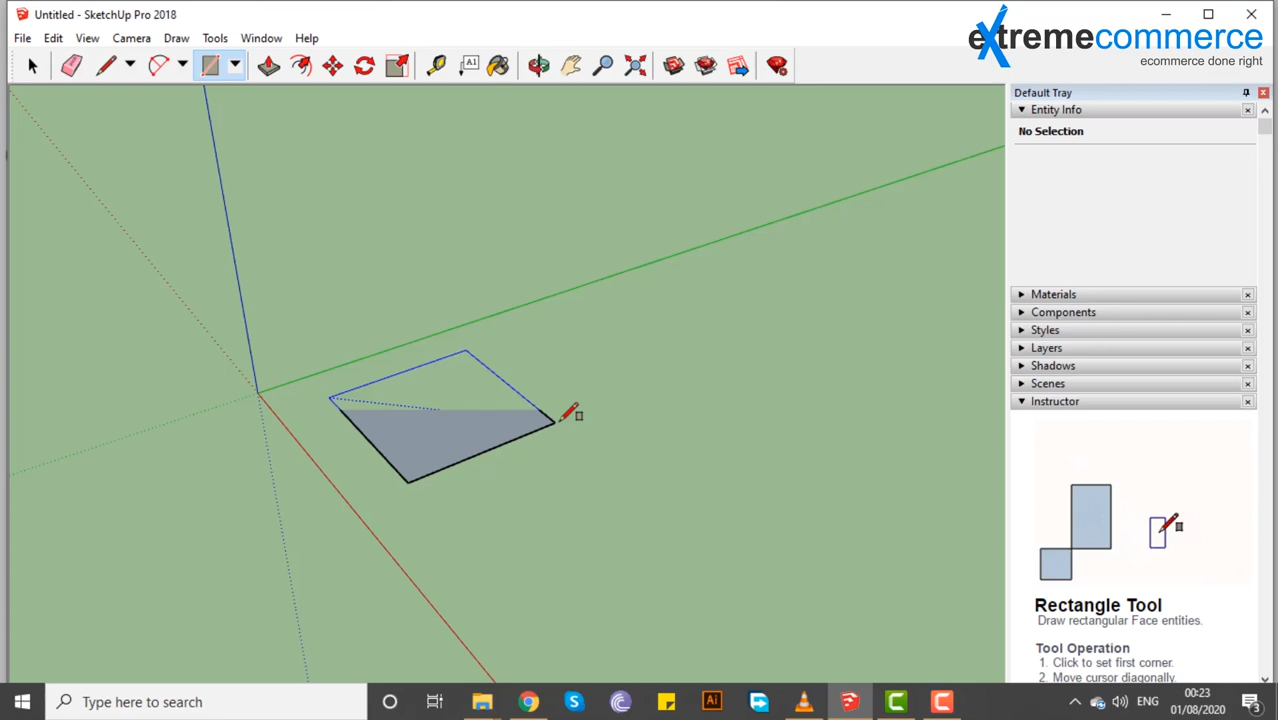 Untitled - SketchUp Pro 2018
extremecommerce
ecommerce done right
File Edit View Camera Draw Tools Window Help
A1
Default Tray
Entity Info
No Selection
Materials
Components
Styles
Layers
Shadows
Scenes
Instructor
Rectangle Tool
Draw rectangular Face entities.
Tool Operation
1. Click to set first corner.
2. Move cursor diagonally.
Type here to search
Ai
ENG
00:23
01/08/2020
3